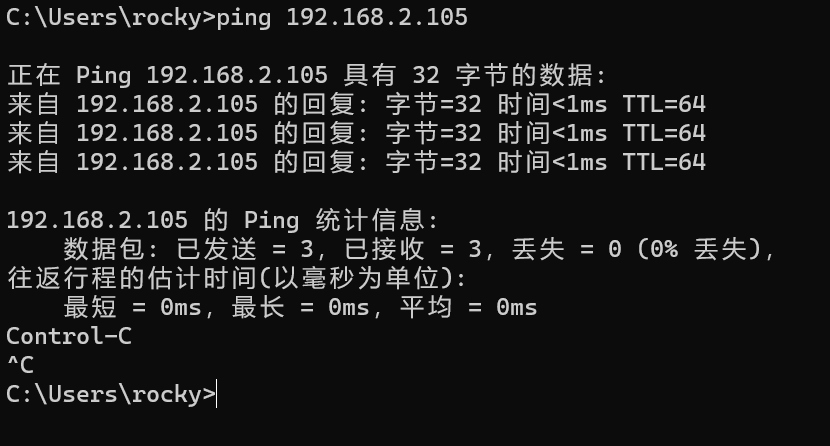 C:\Users\rocky>ping 192.168.2.105
正在 Ping 192.168.2.105 具有 32 字节的数据:
来自 192.168.2.105 的回复: 字节=32 时间<1ms TTL=64
来自 192.168.2.105 的回复: 字节=32 时间<1ms TTL=64
来自 192.168.2.105 的回复: 字节=32 时间<1ms TTL=64
192.168.2.105 的 Ping 统计信息:
    数据包: 已发送 = 3，已接收 = 3，丢失 = 0 (0% 丢失)，
往返行程的估计时间(以毫秒为单位):
    最短 = 0ms，最长 = 0ms，平均 = 0ms
Control-C
^C
C:\Users\rocky>